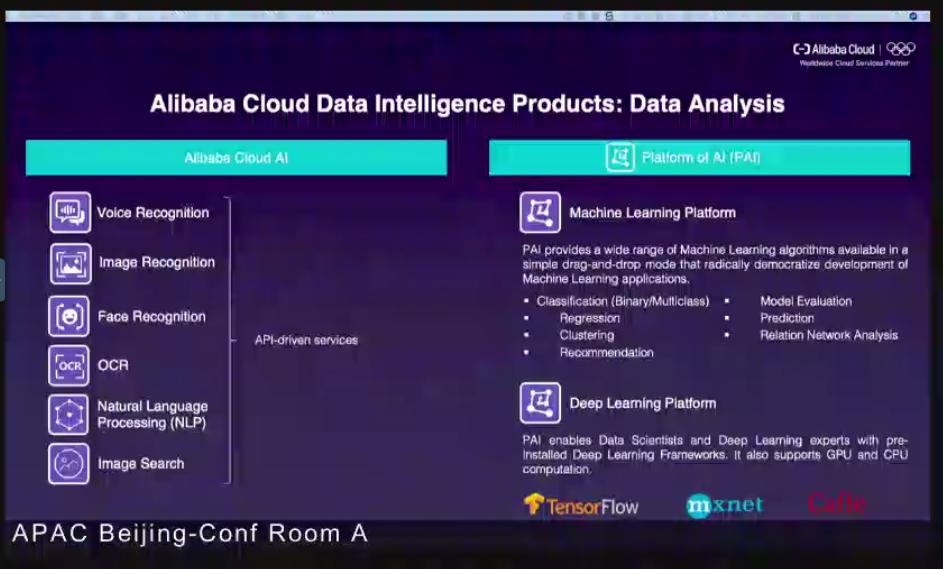 Alibaba Cloud
Worldwide Cloud Services Partner
Alibaba Cloud Data Intelligence Products: Data Analysis
Alibaba Cloud AI
Voice Recognition
Image Recognition
Face Recognition
OCR
OCR
Natural Language
Processing (NLP)
Image Search
API-driven services
Platform of AI (PAI)
Machine Learning Platform
PAI provides a wide range of Machine Learning algorithms available in a
simple drag-and-drop mode that radically democratize development of
Machine Learning applications.
Classification (Binary/Multiclass)
Regression
Clustering
Recommendation
Model Evaluation
Prediction
Relation Network Analysis
Deep Learning Platform
PAI enables Data Scientists and Deep Learning experts with pre-
installed Deep Learning Frameworks. It also supports GPU and CPU
computation.
TensorFlow
mxnet
Caffe
APAC Beijing-Conf Room A